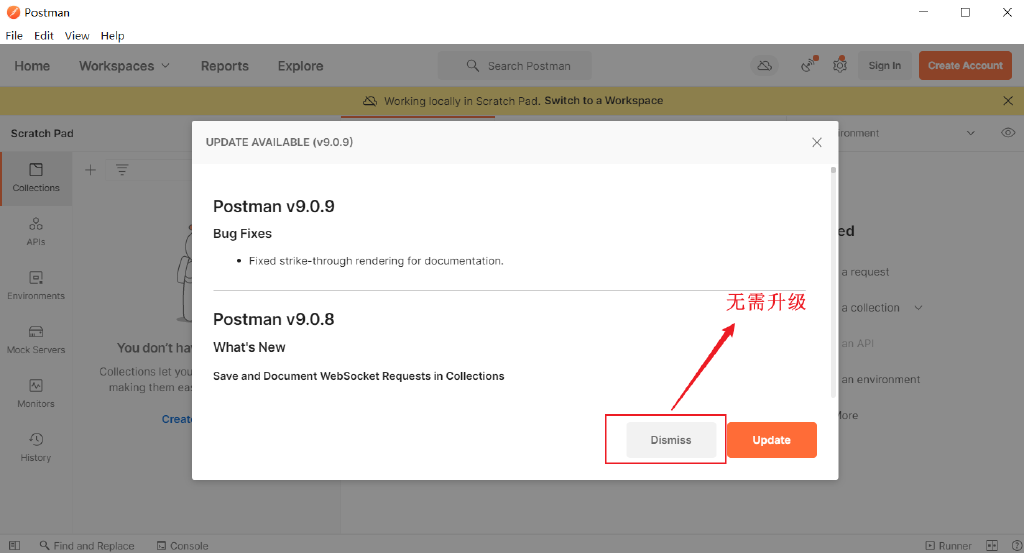 Postman
File Edit View Help
Home Workspaces Reports Explore Search Postman Sign In Create Account
Working locally in Scratch Pad. Switch to a Workspace
Scratch Pad
ironment
UPDATE AVAILABLE (v9.0.9)
Collections
Postman v9.0.9
Bug Fixes
ed
APIs
• Fixed strike-through rendering for documentation.
a request
Environments
无需升级
a collection
Postman v9.0.8
Mock Servers
You don't hav
What's New
an API
Collections let you
Save and Document WebSocket Requests in Collections
an environment
making them eas
Monitors
Create
More
Dismiss
Update
History
Find and Replace Console Runner